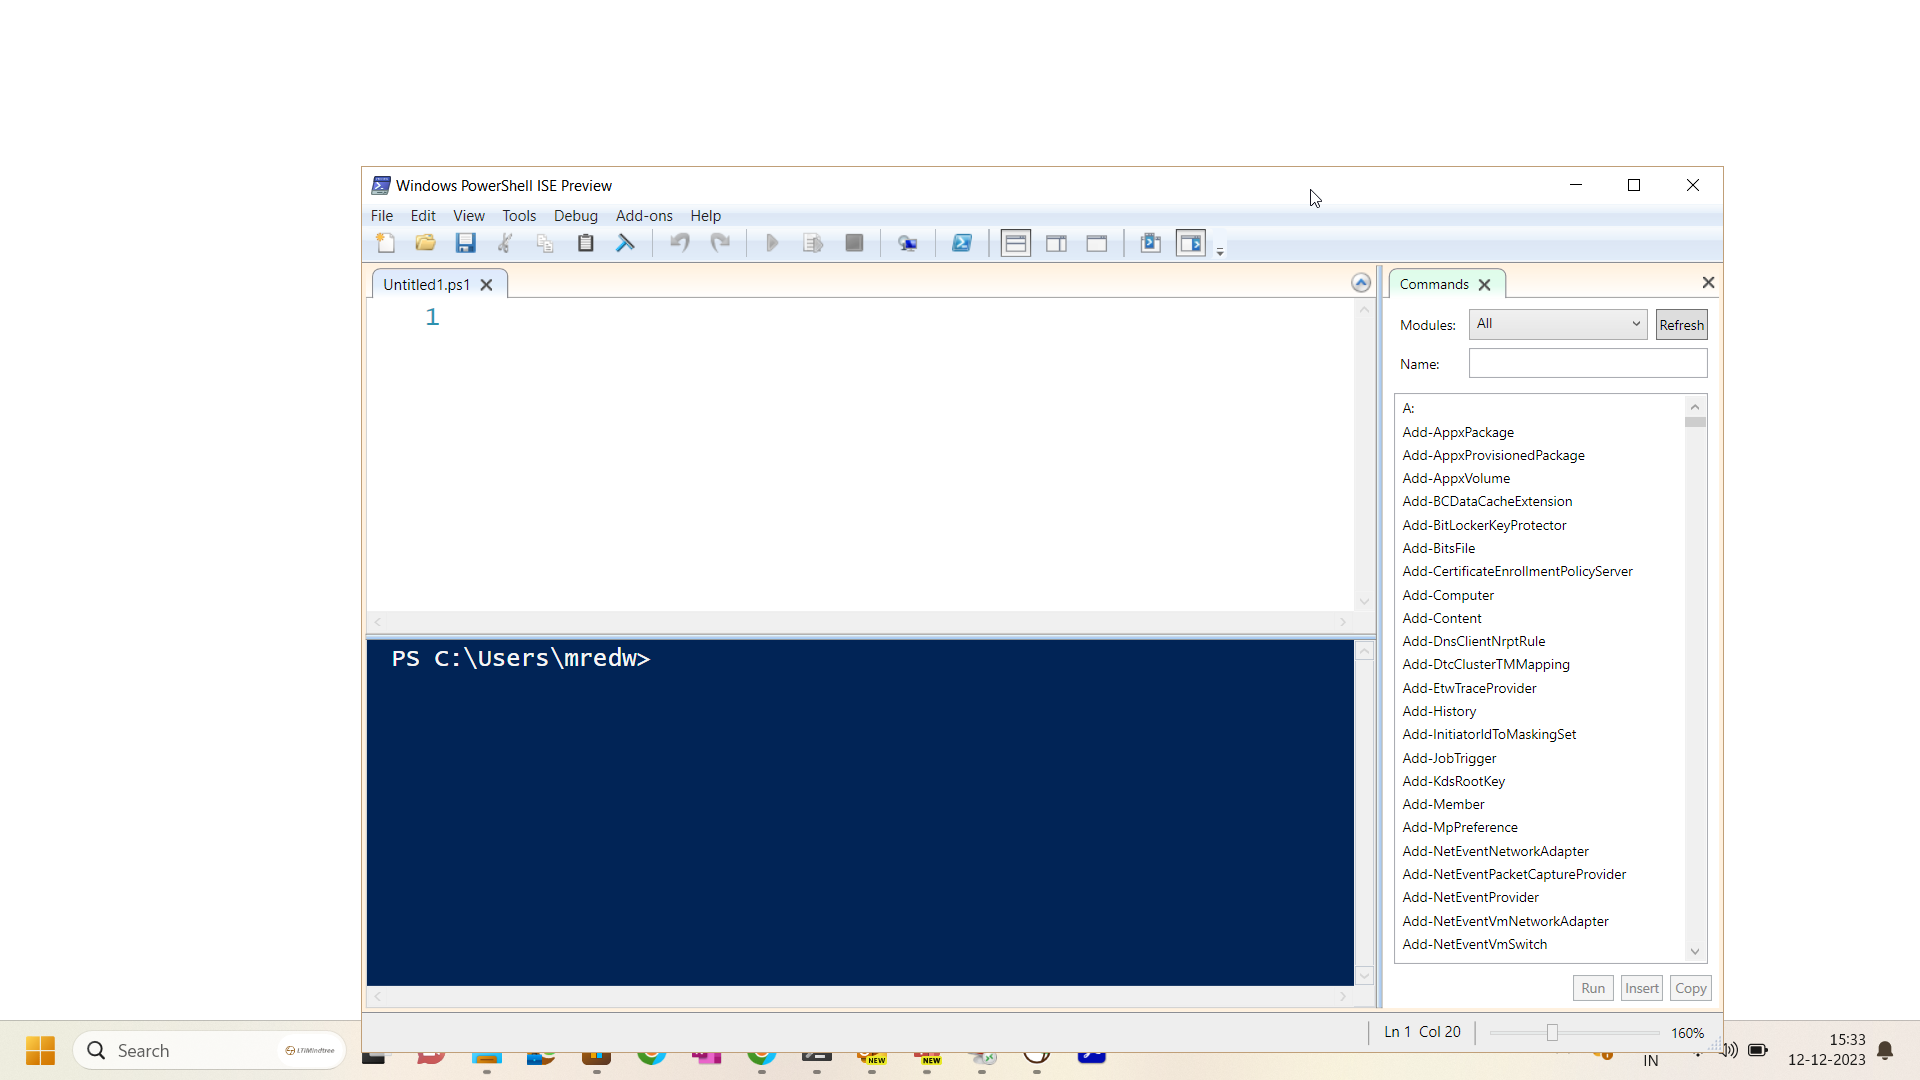 Windows PowerShell ISE Preview
File Edit View Tools Debug Add-ons Help
Untitled1.ps1
1
PS C:\Users\mredw>
Commands
Modules: All Refresh
Name:
A:
Add-AppxPackage
Add-AppxProvisionedPackage
Add-AppxVolume
Add-BCDataCacheExtension
Add-BitLockerKeyProtector
Add-BitsFile
Add-CertificateEnrollmentPolicyServer
Add-Computer
Add-Content
Add-DnsClientNrptRule
Add-DtcClusterTMMapping
Add-EtwTraceProvider
Add-History
Add-InitiatorIdToMaskingSet
Add-JobTrigger
Add-KdsRootKey
Add-Member
Add-MpPreference
Add-NetEventNetworkAdapter
Add-NetEventPacketCaptureProvider
Add-NetEventProvider
Add-NetEventVmNetworkAdapter
Add-NetEventVmSwitch
Run Insert Copy
Ln 1 Col 20 160%
Search LTIMindtree
NEW NEW
IN
15:33
12-12-2023